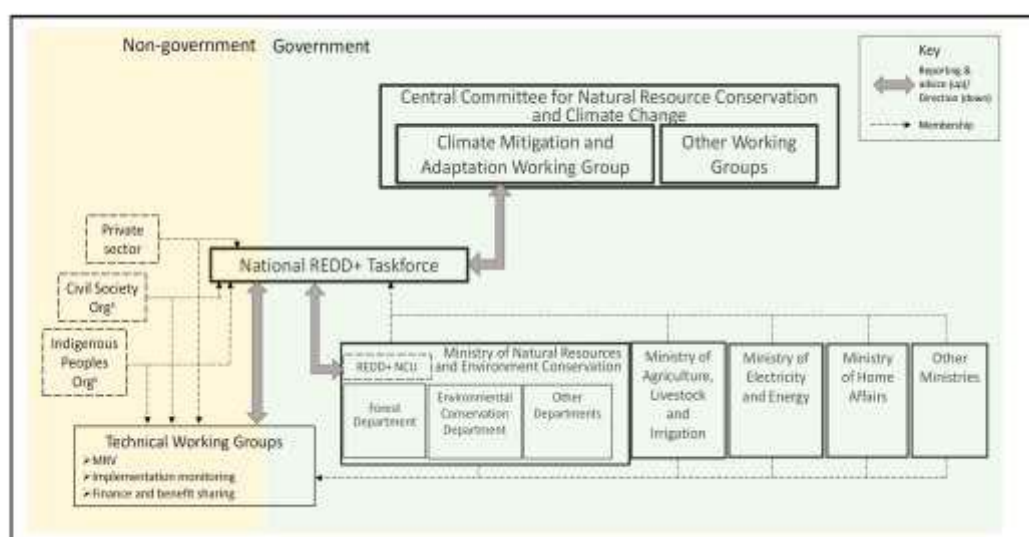 Non-government
Government
Key
Reporting &
advice (up)/
Direction (down)
Membership
Central Committee for Natural Resource Conservation
and Climate Change
Climate Mitigation and
Adaptation Working Group
Other Working
Groups
Private
sector
National REDD+ Taskforce
Civil Society
Orgs
Indigenous
Peoples
Orgs
REDD+ NCU
Ministry of Natural Resources
and Environment Conservation
Forest
Department
Environmental
Conservation
Department
Other
Departments
Ministry of
Agriculture,
Livestock
and
Irrigation
Ministry of
Electricity
and Energy
Ministry
of Home
Affairs
Other
Ministries
Technical Working Groups
➢MRV
➢Implementation monitoring
➢Finance and benefit sharing